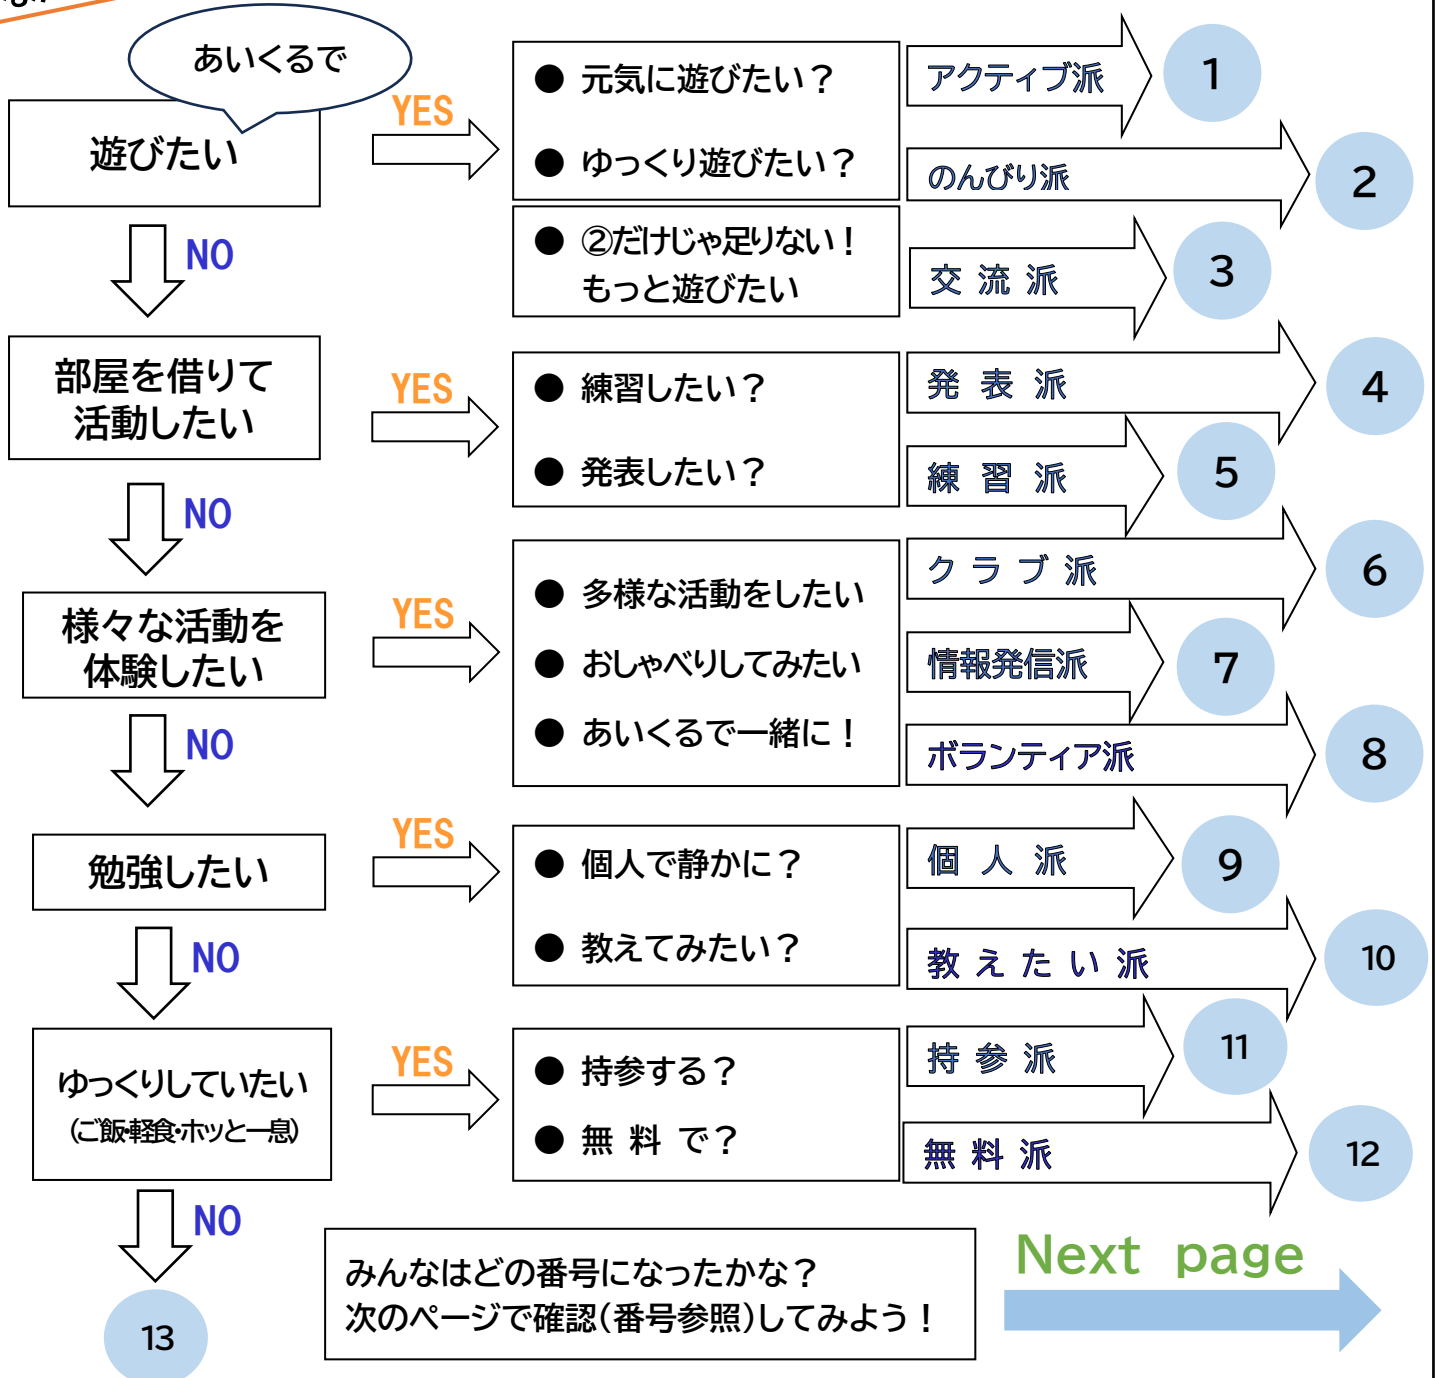 あいくるで
遊びたい
YES
● 元気に遊びたい？
● ゆっくり遊びたい？
● ②だけじゃ足りない！
もっと遊びたい
アクティブ派
1
のんびり派
2
交流派
3
NO
部屋を借りて
活動したい
YES
● 練習したい？
● 発表したい？
発表派
4
練習派
5
NO
様々な活動を
体験したい
YES
● 多様な活動をしたい
● おしゃべりしてみたい
● あいくるで一緒に！
クラブ派
6
情報発信派
7
ボランティア派
8
NO
勉強したい
YES
● 個人で静かに？
● 教えてみたい？
個人派
9
教えたい派
10
NO
ゆっくりしていたい
（ご飯・軽食・ホッと一息）
YES
● 持参する？
● 無料で？
持参派
11
無料派
12
NO
13
みんなはどの番号になったかな？
次のページで確認（番号参照）してみよう！
Next page